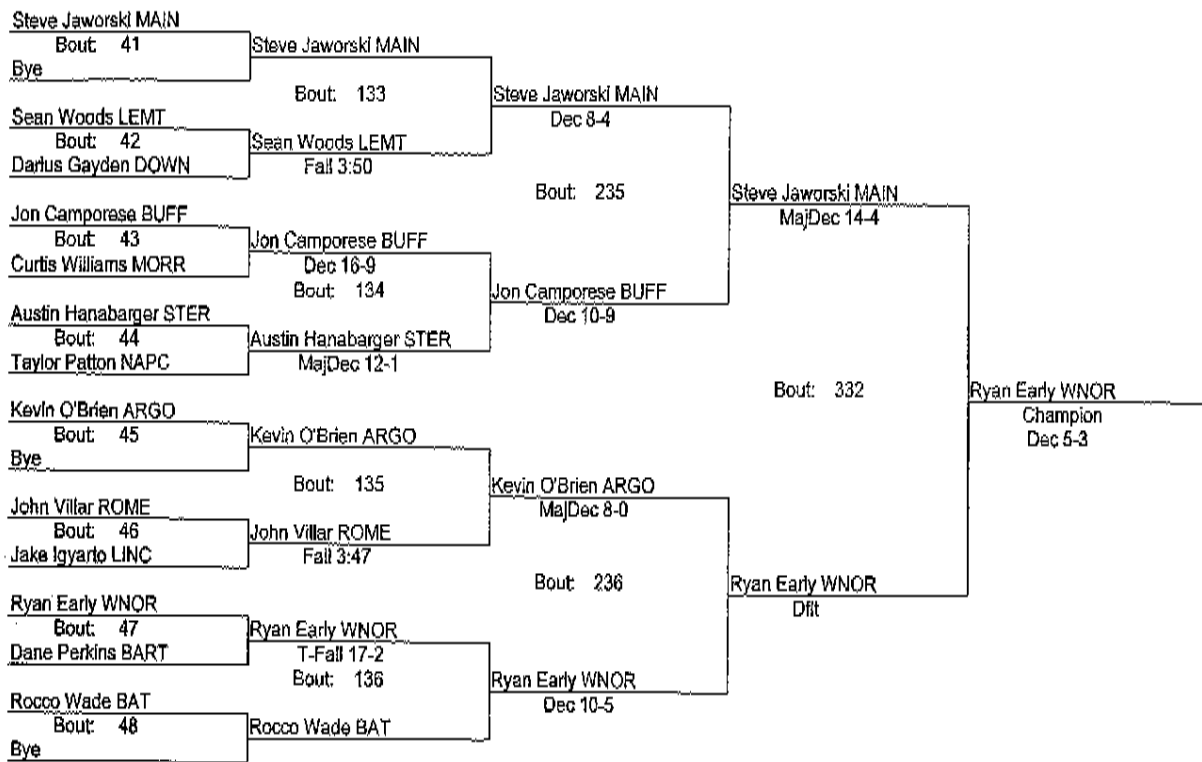 Steve Jaworski MAIN
Bout: 41
Bye
Steve Jaworski MAIN
Bout: 133
Sean Woods LEMT
Bout: 42
Darius Gayden DOWN
Sean Woods LEMT
Fall 3:50
Steve Jaworski MAIN
Dec 8-4
Bout: 235
Jon Camporese BUFF
Bout: 43
Curtis Williams MORR
Jon Camporese BUFF
Dec 16-9
Bout: 134
Austin Hanabarger STER
Bout: 44
Taylor Patton NAPC
Austin Hanabarger STER
MajDec 12-1
Jon Camporese BUFF
Dec 10-9
Steve Jaworski MAIN
MajDec 14-4
Bout: 332
Kevin O'Brien ARGO
Bout: 45
Bye
Kevin O'Brien ARGO
Bout: 135
John Villar ROME
Bout: 46
Jake Igyarto LINC
John Villar ROME
Fall 3:47
Kevin O'Brien ARGO
MajDec 8-0
Bout: 236
Ryan Early WNOR
Bout: 47
Dane Perkins BART
Ryan Early WNOR
T-Fall 17-2
Bout: 136
Rocco Wade BAT
Bout: 48
Bye
Rocco Wade BAT
Ryan Early WNOR
Dec 10-5
Ryan Early WNOR
Dflt
Ryan Early WNOR
Champion
Dec 5-3